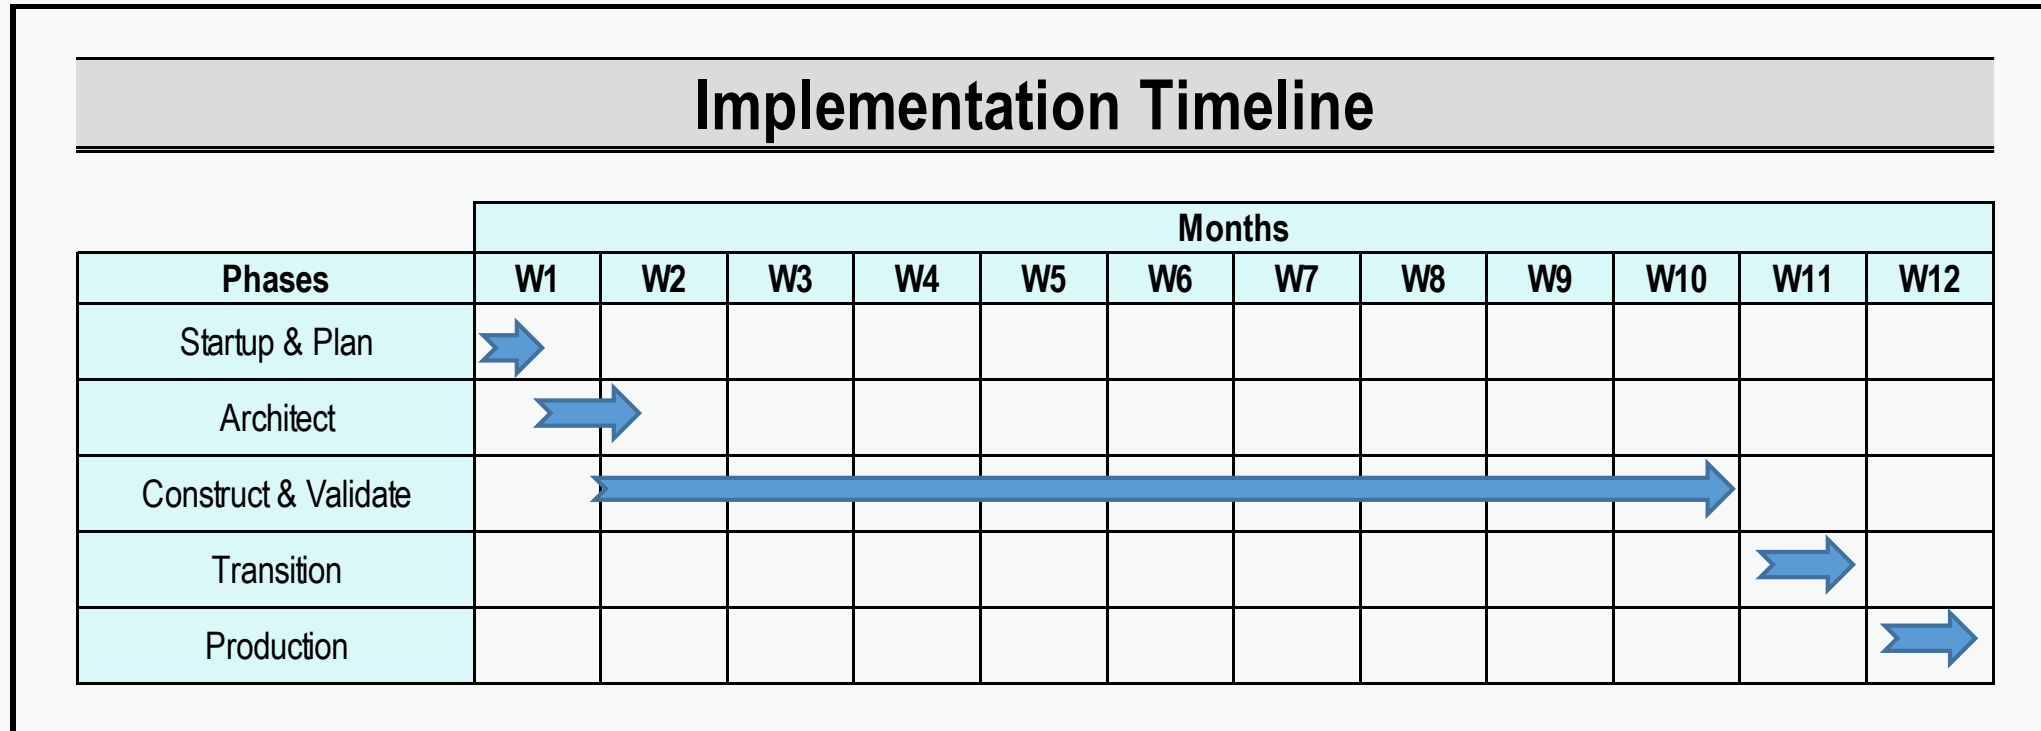 Implementation Timeline
Months
Phases W1 W2 W3 W4 W5 W6 W7 W8 W9 W10 W11 W12
Startup & Plan
Architect
Construct & Validate
Transition
Production